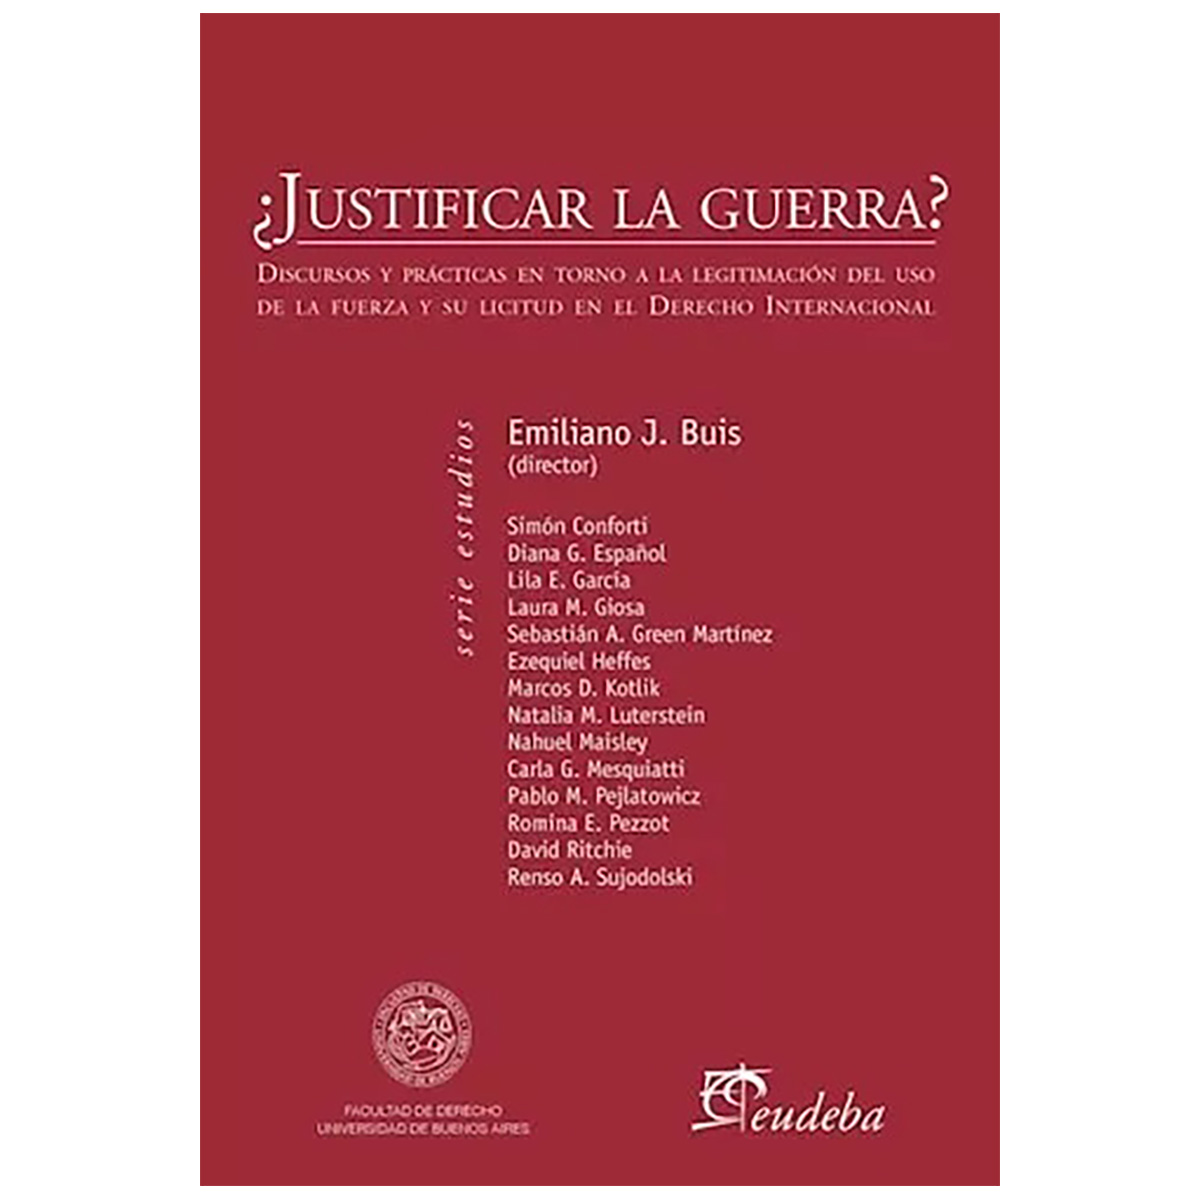 ¿JUSTIFICAR LA GUERRA?
DISCURSOS Y PRÁCTICAS EN TORNO A LA LEGITIMACIÓN DEL USO
DE LA FUERZA Y SU LICITUD EN EL DERECHO INTERNACIONAL
serie estudios
Emiliano J. Buis
(director)
Simón Conforti
Diana G. Español
Lila E. García
Laura M. Giosa
Sebastián A. Green Martínez
Ezequiel Heffes
Marcos D. Kotlik
Natalia M. Luterstein
Nahuel Maisley
Carla G. Mesquiatti
Pablo M. Pejlatowicz
Romina E. Pezzot
David Ritchie
Renso A. Sujodolski
FACULTAD DE DERECHO
UNIVERSIDAD DE BUENOS AIRES
eudeba